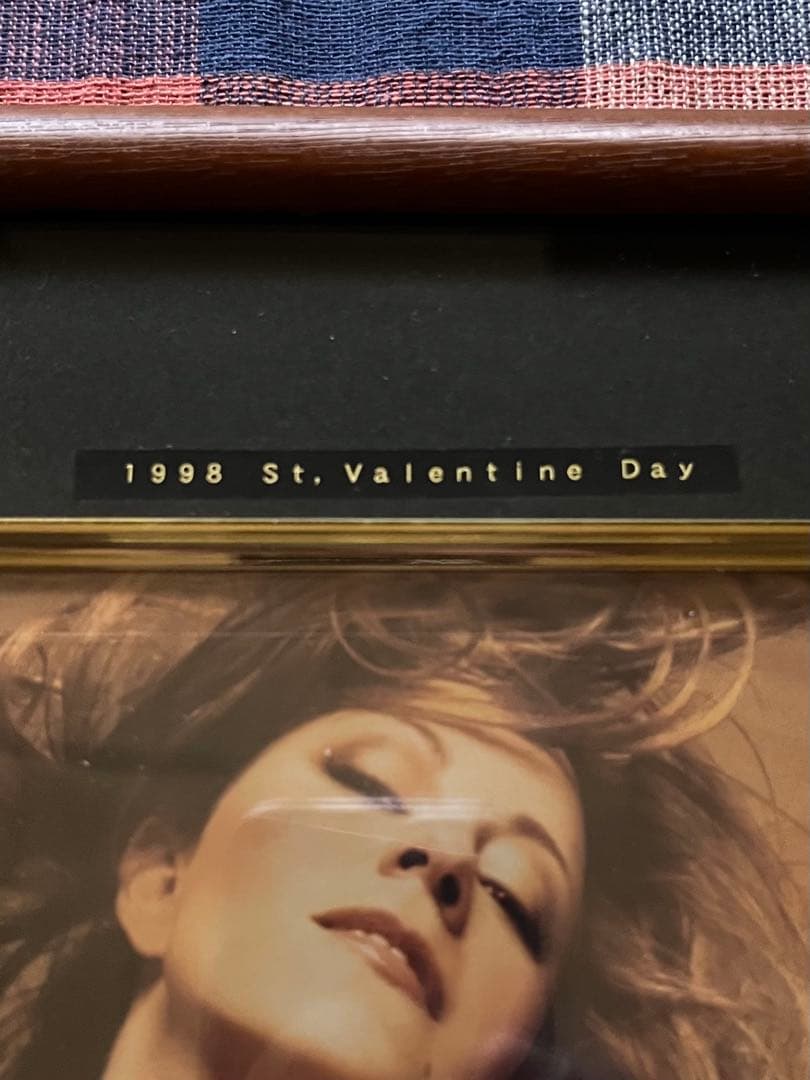 1998 St, Valentine Day